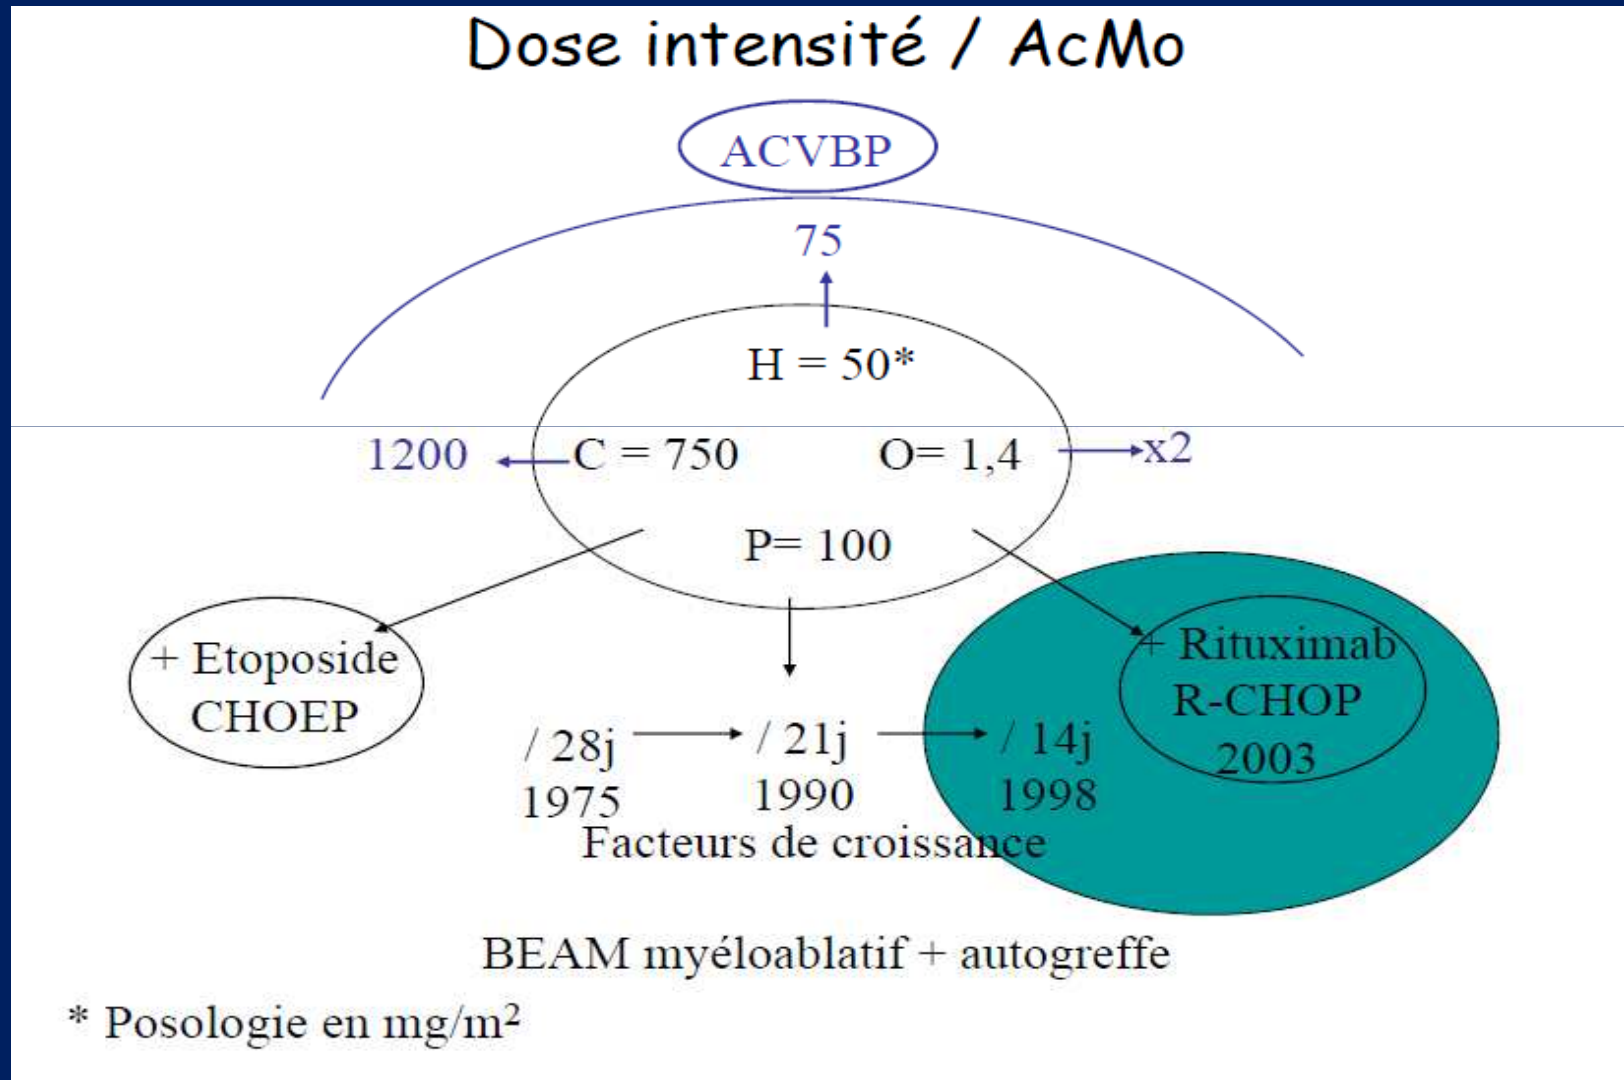 Dose intensité / AcMo
ACVBP
75
H = 50*
1200
C = 750
O= 1,4
x2
P= 100
+ Etoposide
CHOEP
+ Rituximab
R-CHOP
2003
/ 28j
1975
/ 21j
1990
/ 14j
1998
Facteurs de croissance
BEAM myéloablatif + autogreffe
* Posologie en mg/m²